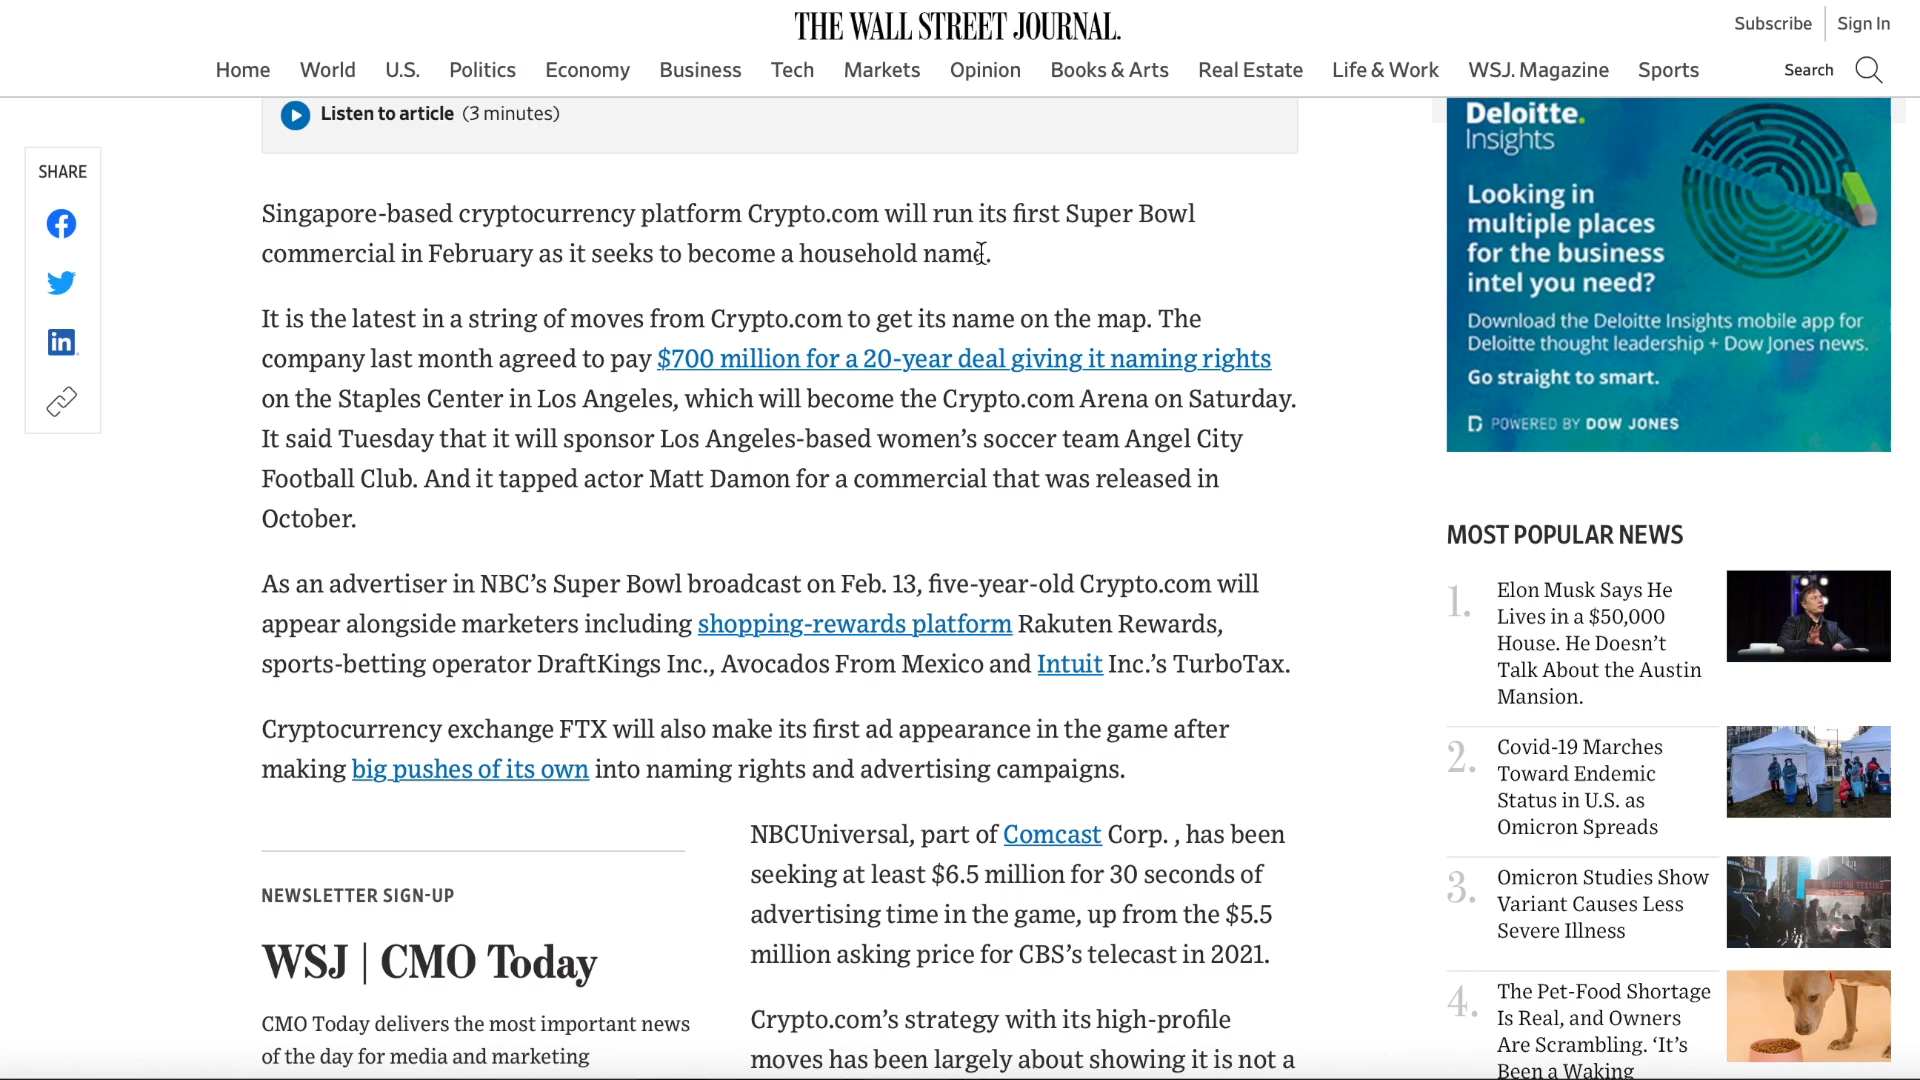 THE WALL STREET JOURNAL.
Subscribe
Sign In
Home World U.S. Politics Economy Business Tech Markets Opinion Books & Arts Real Estate Life & Work WSJ. Magazine Sports
Search
Listen to article (3 minutes)
SHARE
Singapore-based cryptocurrency platform Crypto.com will run its first Super Bowl
commercial in February as it seeks to become a household name.
It is the latest in a string of moves from Crypto.com to get its name on the map. The
company last month agreed to pay $700 million for a 20-year deal giving it naming rights
on the Staples Center in Los Angeles, which will become the Crypto.com Arena on Saturday.
It said Tuesday that it will sponsor Los Angeles-based women’s soccer team Angel City
Football Club. And it tapped actor Matt Damon for a commercial that was released in
October.
As an advertiser in NBC’s Super Bowl broadcast on Feb. 13, five-year-old Crypto.com will
appear alongside marketers including shopping-rewards platform Rakuten Rewards,
sports-betting operator DraftKings Inc., Avocados From Mexico and Intuit Inc.’s TurboTax.
Cryptocurrency exchange FTX will also make its first ad appearance in the game after
making big pushes of its own into naming rights and advertising campaigns.
NBCUniversal, part of Comcast Corp. , has been
seeking at least $6.5 million for 30 seconds of
advertising time in the game, up from the $5.5
million asking price for CBS’s telecast in 2021.
Crypto.com’s strategy with its high-profile
moves has been largely about showing it is not a
NEWSLETTER SIGN-UP
WSJ | CMO Today
CMO Today delivers the most important news
of the day for media and marketing
Deloitte.
Insights
Looking in
multiple places
for the business
intel you need?
Download the Deloitte Insights mobile app for
Deloitte thought leadership + Dow Jones news.
Go straight to smart.
POWERED BY DOW JONES
MOST POPULAR NEWS
1.
Elon Musk Says He
Lives in a $50,000
House. He Doesn’t
Talk About the Austin
Mansion.
2.
Covid-19 Marches
Toward Endemic
Status in U.S. as
Omicron Spreads
3.
Omicron Studies Show
Variant Causes Less
Severe Illness
4.
The Pet-Food Shortage
Is Real, and Owners
Are Scrambling. ‘It’s
Been a Waking